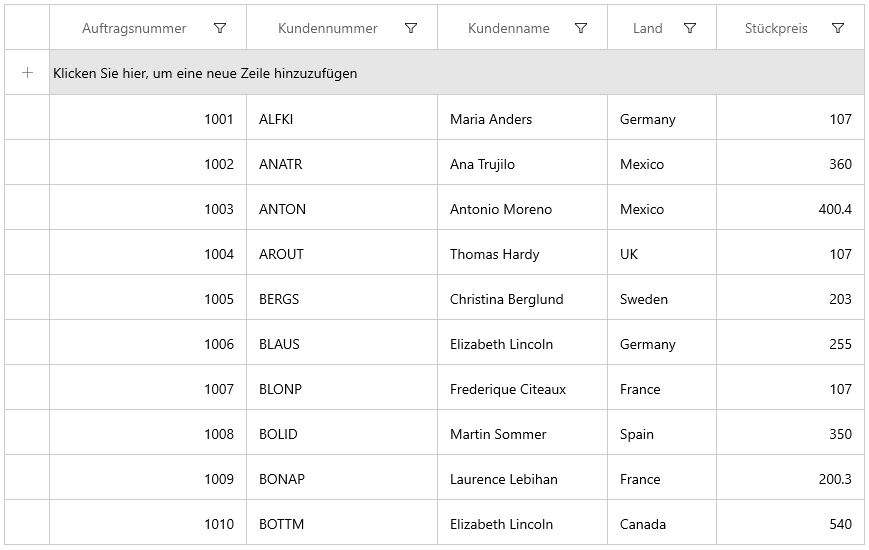 Auftragsnummer Kundennummer Kundenname Land Stückpreis
Klicken Sie hier, um eine neue Zeile hinzuzufügen
1001 ALFKI Maria Anders Germany 107
1002 ANATR Ana Trujilo Mexico 360
1003 ANTON Antonio Moreno Mexico 400.4
1004 AROUT Thomas Hardy UK 107
1005 BERGS Christina Berglund Sweden 203
1006 BLAUS Elizabeth Lincoln Germany 255
1007 BLONP Frederique Citeaux France 107
1008 BOLID Martin Sommer Spain 350
1009 BONAP Laurence Lebihan France 200.3
1010 BOTTM Elizabeth Lincoln Canada 540